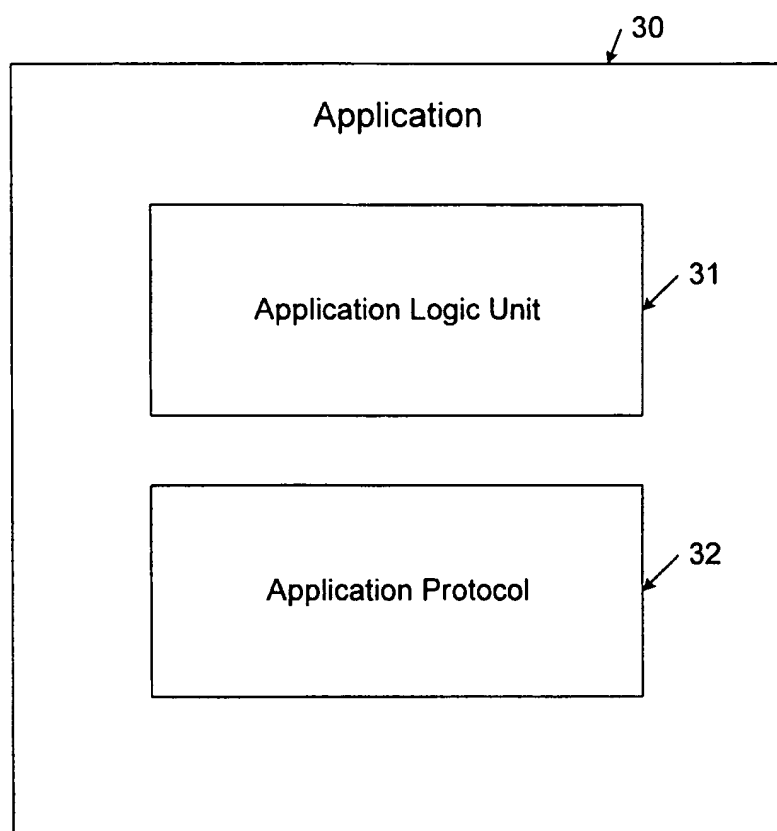 30
Application
31
Application Logic Unit
32
Application Protocol